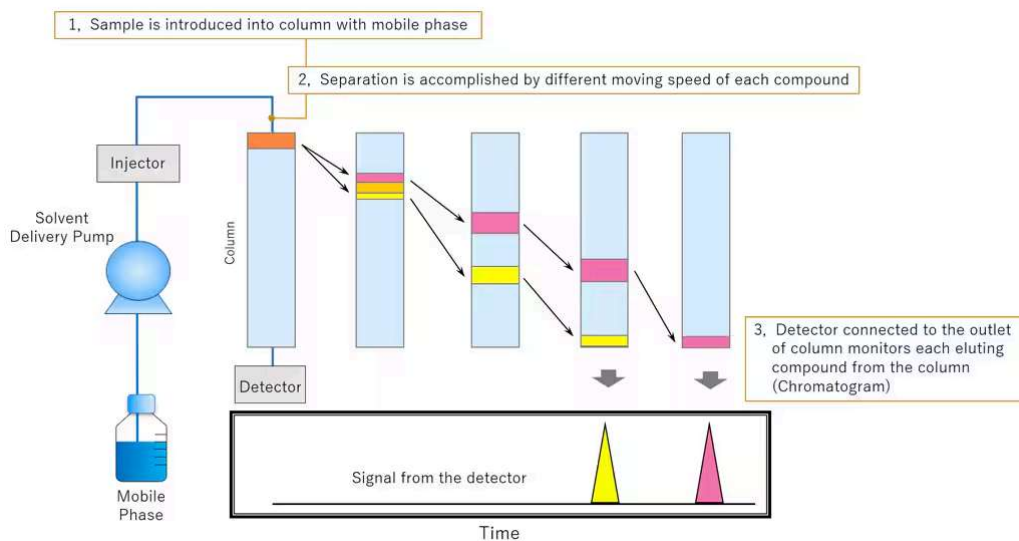 1, Sample is introduced into column with mobile phase
2, Separation is accomplished by different moving speed of each compound
Injector
Solvent
Delivery Pump
Column
3, Detector connected to the outlet
of column monitors each eluting
compound from the column
(Chromatogram)
Detector
Signal from the detector
Mobile
Phase
Time